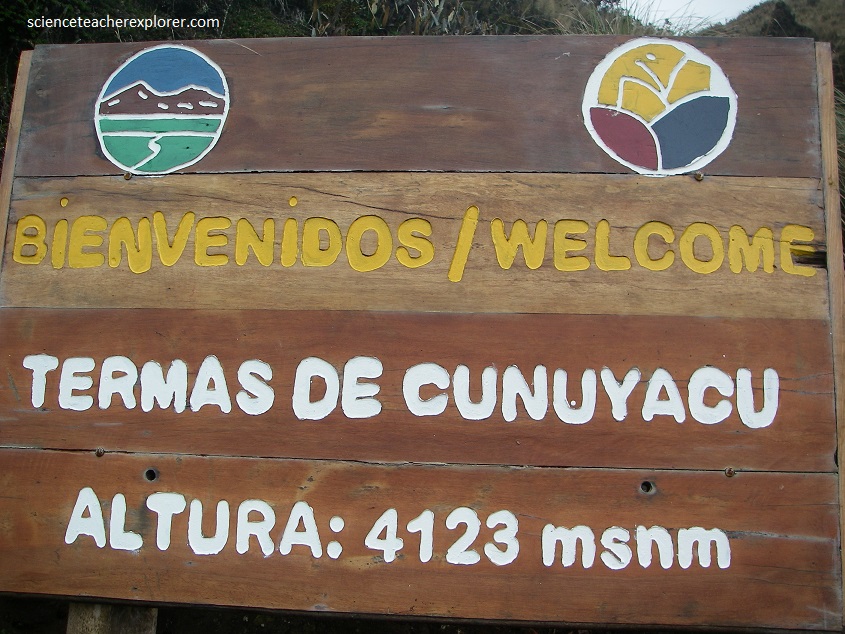 scienceteacherexplorer.com
BiENVENiDOS / WELCOME
TERMAS DE CUNUYACU
ALTURA: 4123 msnm